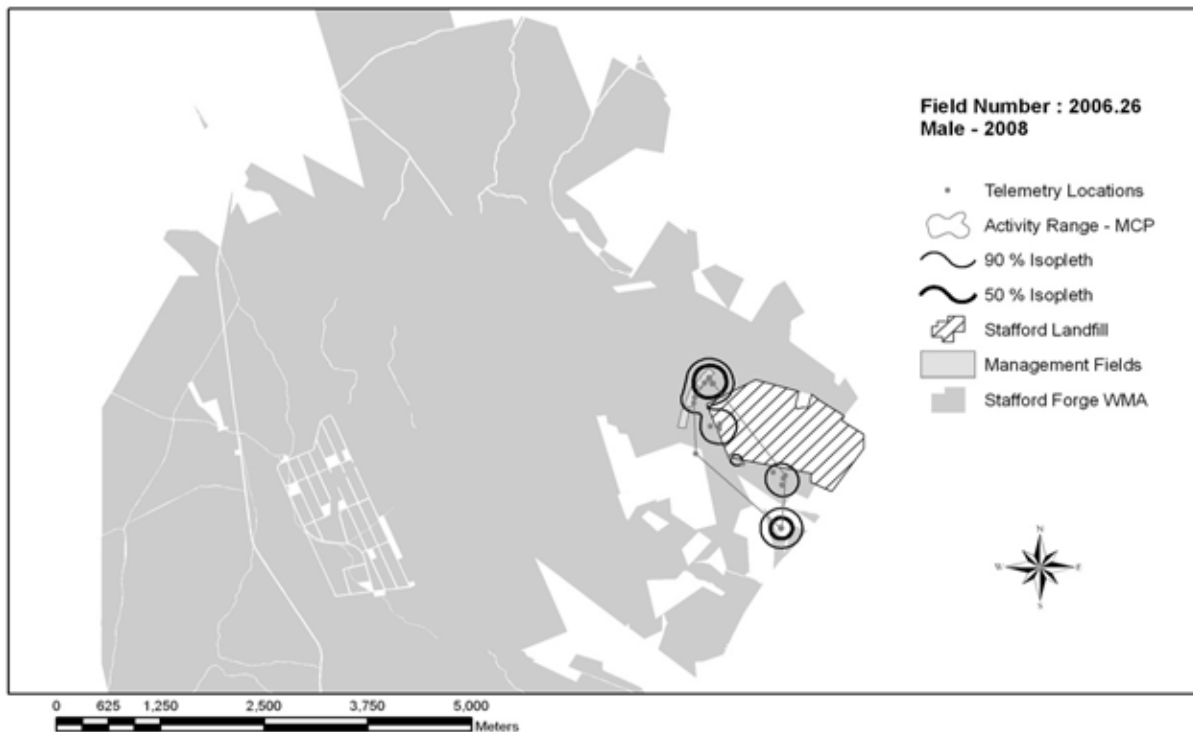 Field Number : 2006.26
Male - 2008
Telemetry Locations
Activity Range - MCP
90 % Isopleth
50 % Isopleth
Stafford Landfill
Management Fields
Stafford Forge WMA
N
W E
S
0 625 1,250 2,500 3,750 5,000
Meters